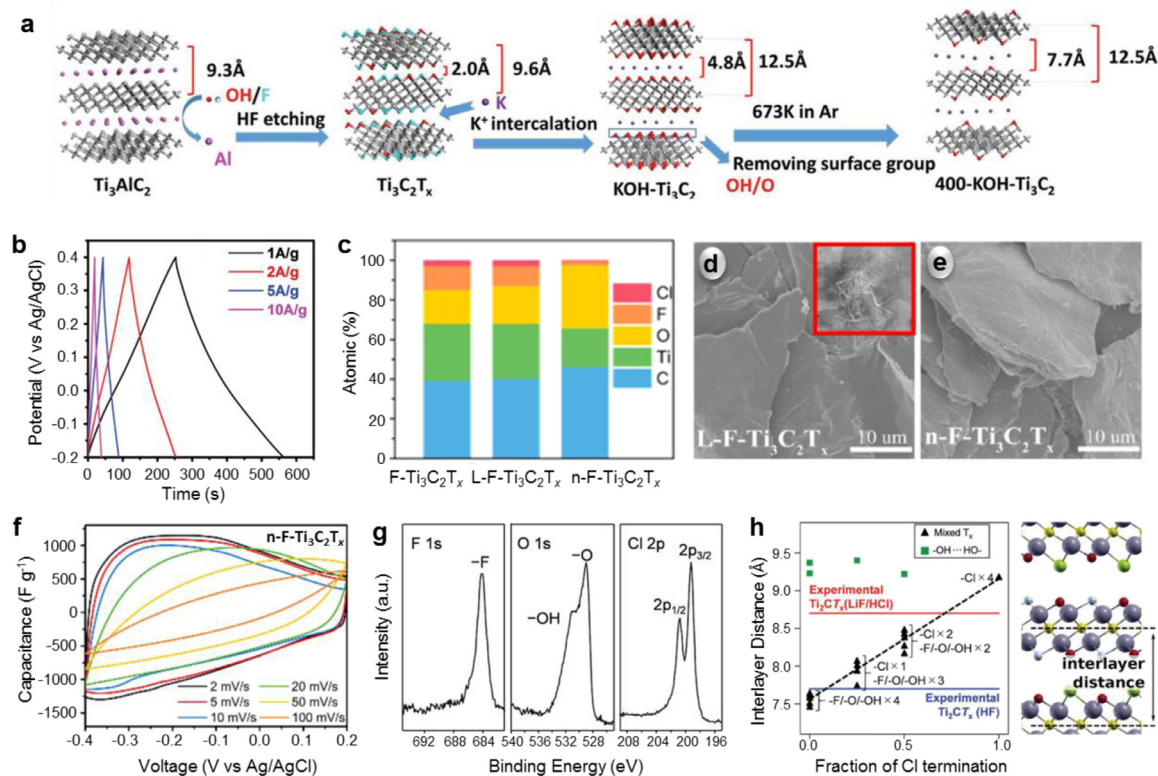 a
9.3Å
OH/F
HF etching
Al
Ti₃AlC₂
2.0Å
9.6Å
K
K⁺ intercalation
Ti₃C₂Tₓ
4.8Å
12.5Å
673K in Ar
Removing surface group
OH/O
KOH-Ti₃C₂
7.7Å
12.5Å
400-KOH-Ti₃C₂
b
Potential (V vs Ag/AgCl)
0.4
0.2
0.0
-0.1
-0.2
1A/g
2A/g
5A/g
10A/g
0 100 200 300 400 500 600
Time (s)
c
Atomic (%)
100
80
60
40
20
0
Cl
F
O
Ti
C
F-Ti₃C₂Tₓ L-F-Ti₃C₂Tₓ n-F-Ti₃C₂Tₓ
d
L-F-Ti₃C₂Tₓ
10 um
e
n-F-Ti₃C₂Tₓ
10 um
f
n-F-Ti₃C₂Tₓ
Capacitance (F g⁻¹)
1000
500
0
-500
-1000
-1500
2 mV/s
5 mV/s
10 mV/s
20 mV/s
50 mV/s
100 mV/s
-0.4 -0.3 -0.2 -0.1 0.0 0.1 0.2
Voltage (V vs Ag/AgCl)
g
Intensity (a.u.)
F 1s
−F
O 1s
−O
−OH
Cl 2p
2p₃/₂
2p₁/₂
692 688 684
540 536 532 528
208 204 200 196
Binding Energy (eV)
h
Interlayer Distance (Å)
9.5
9.0
8.5
8.0
7.5
Mixed Tₓ
-OH···HO-
Experimental
Ti₂CTₓ(LiF/HCl)
-Cl×4
-Cl×2
-F/-O/-OH×2
-Cl×1
-F/-O/-OH×3
-F/-O/-OH×4
Experimental
Ti₂CTₓ (HF)
0.0 0.5 1.0
Fraction of Cl termination
interlayer
distance